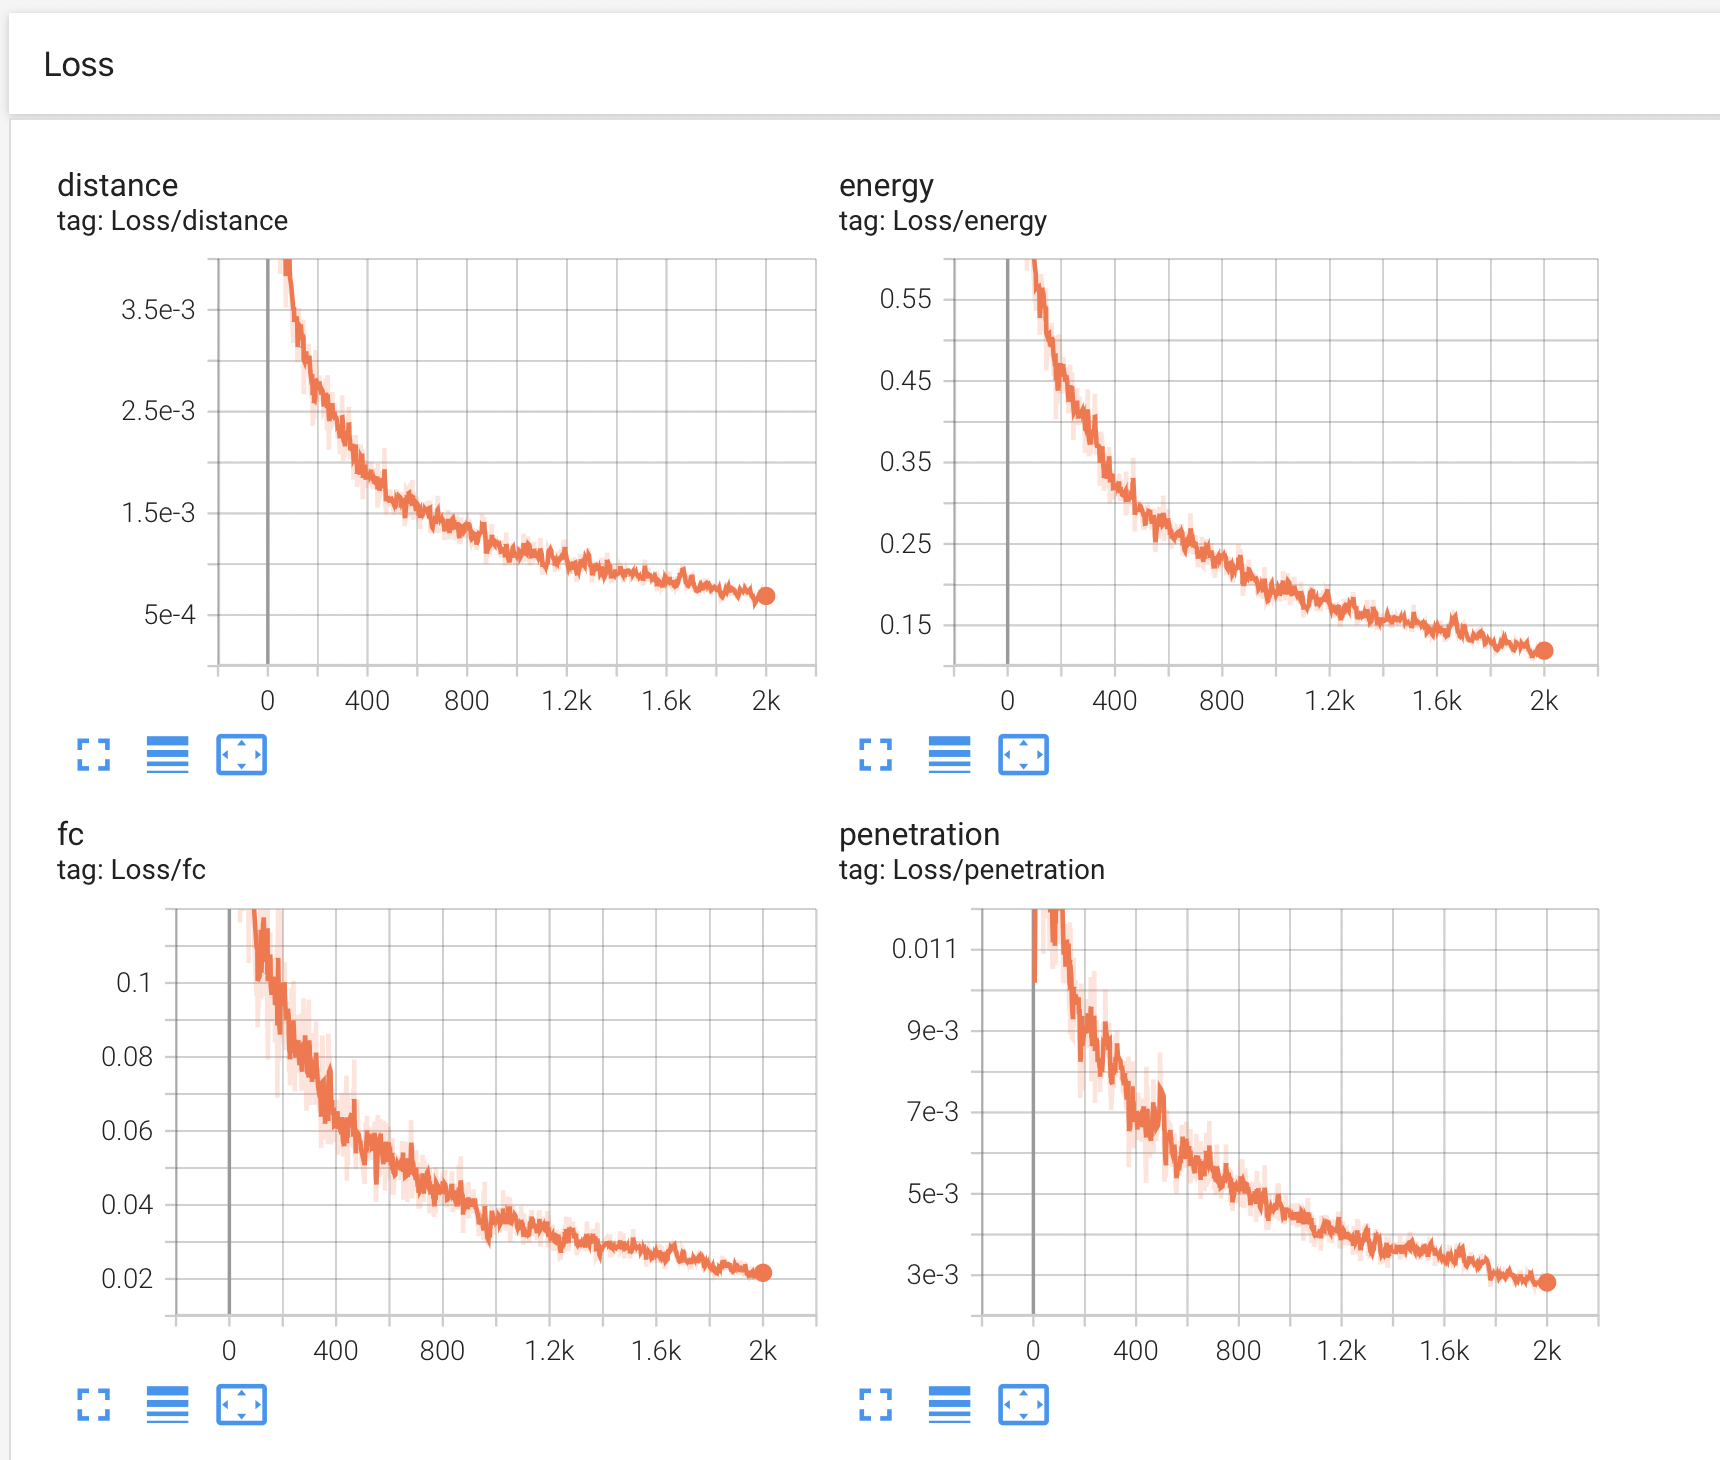 Loss
distance
tag: Loss/distance
3.5e-3
2.5e-3
1.5e-3
5e-4
0 400 800 1.2k 1.6k 2k
energy
tag: Loss/energy
0.55
0.45
0.35
0.25
0.15
0 400 800 1.2k 1.6k 2k
fc
tag: Loss/fc
0.1
0.08
0.06
0.04
0.02
0 400 800 1.2k 1.6k 2k
penetration
tag: Loss/penetration
0.011
9e-3
7e-3
5e-3
3e-3
0 400 800 1.2k 1.6k 2k